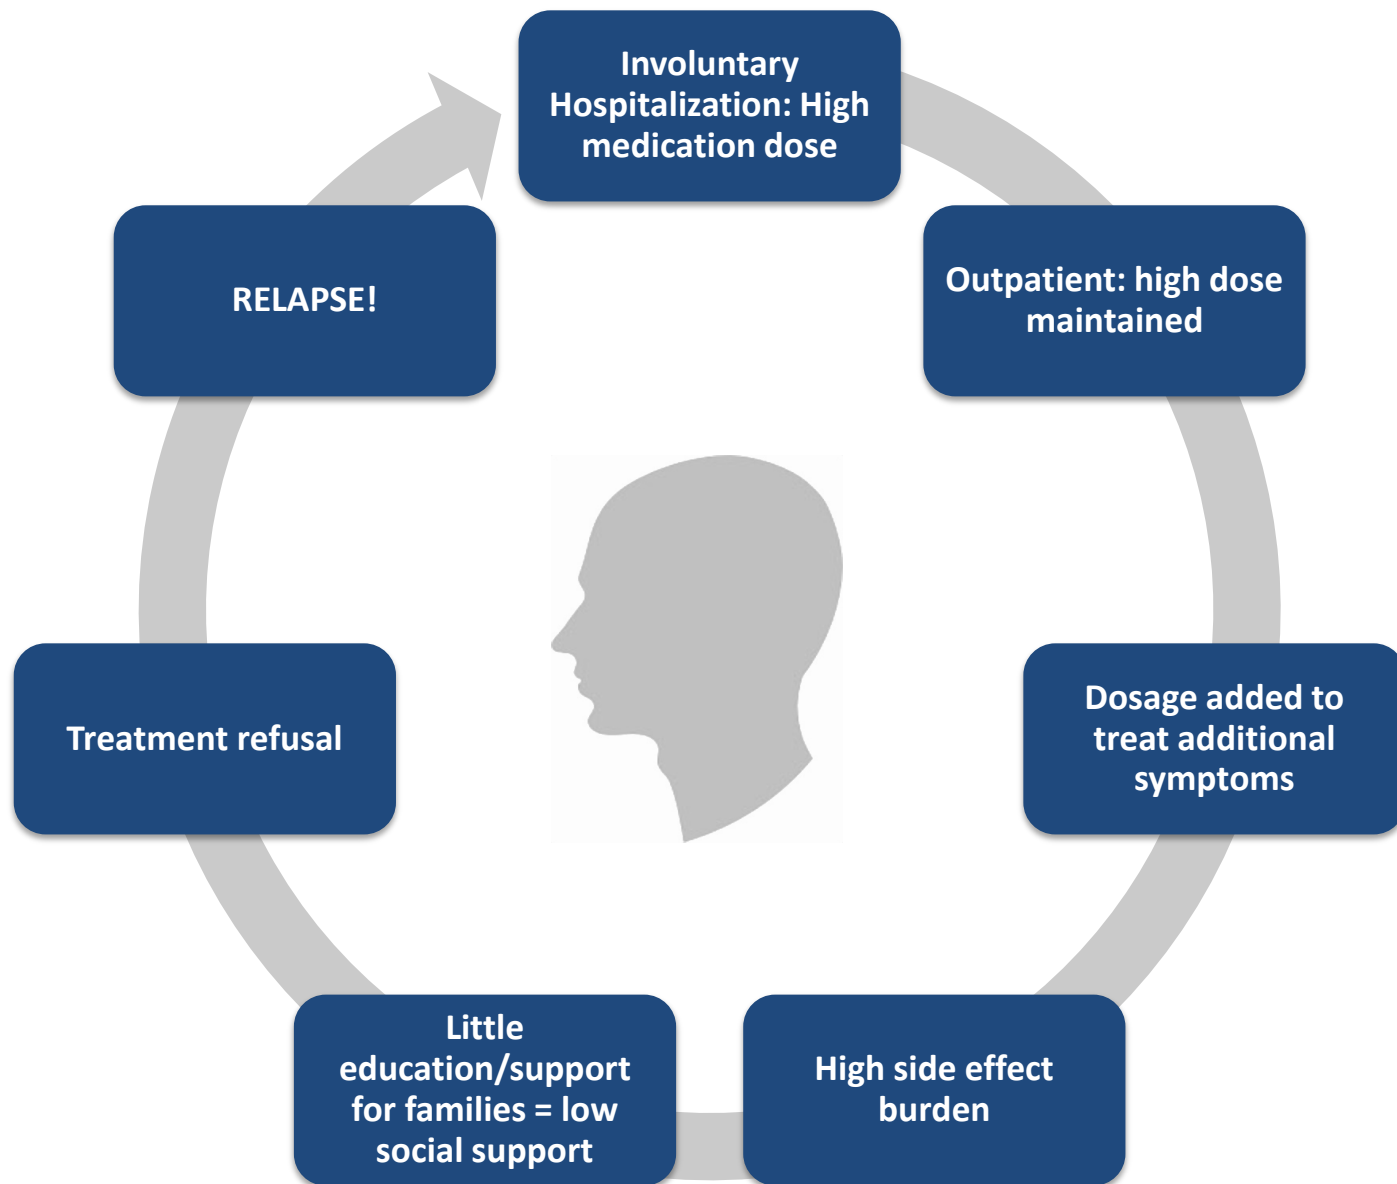 Involuntary
Hospitalization: High
medication dose
Outpatient: high dose
maintained
Dosage added to
treat additional
symptoms
High side effect
burden
Little
education/support
for families = low
social support
Treatment refusal
RELAPSE!